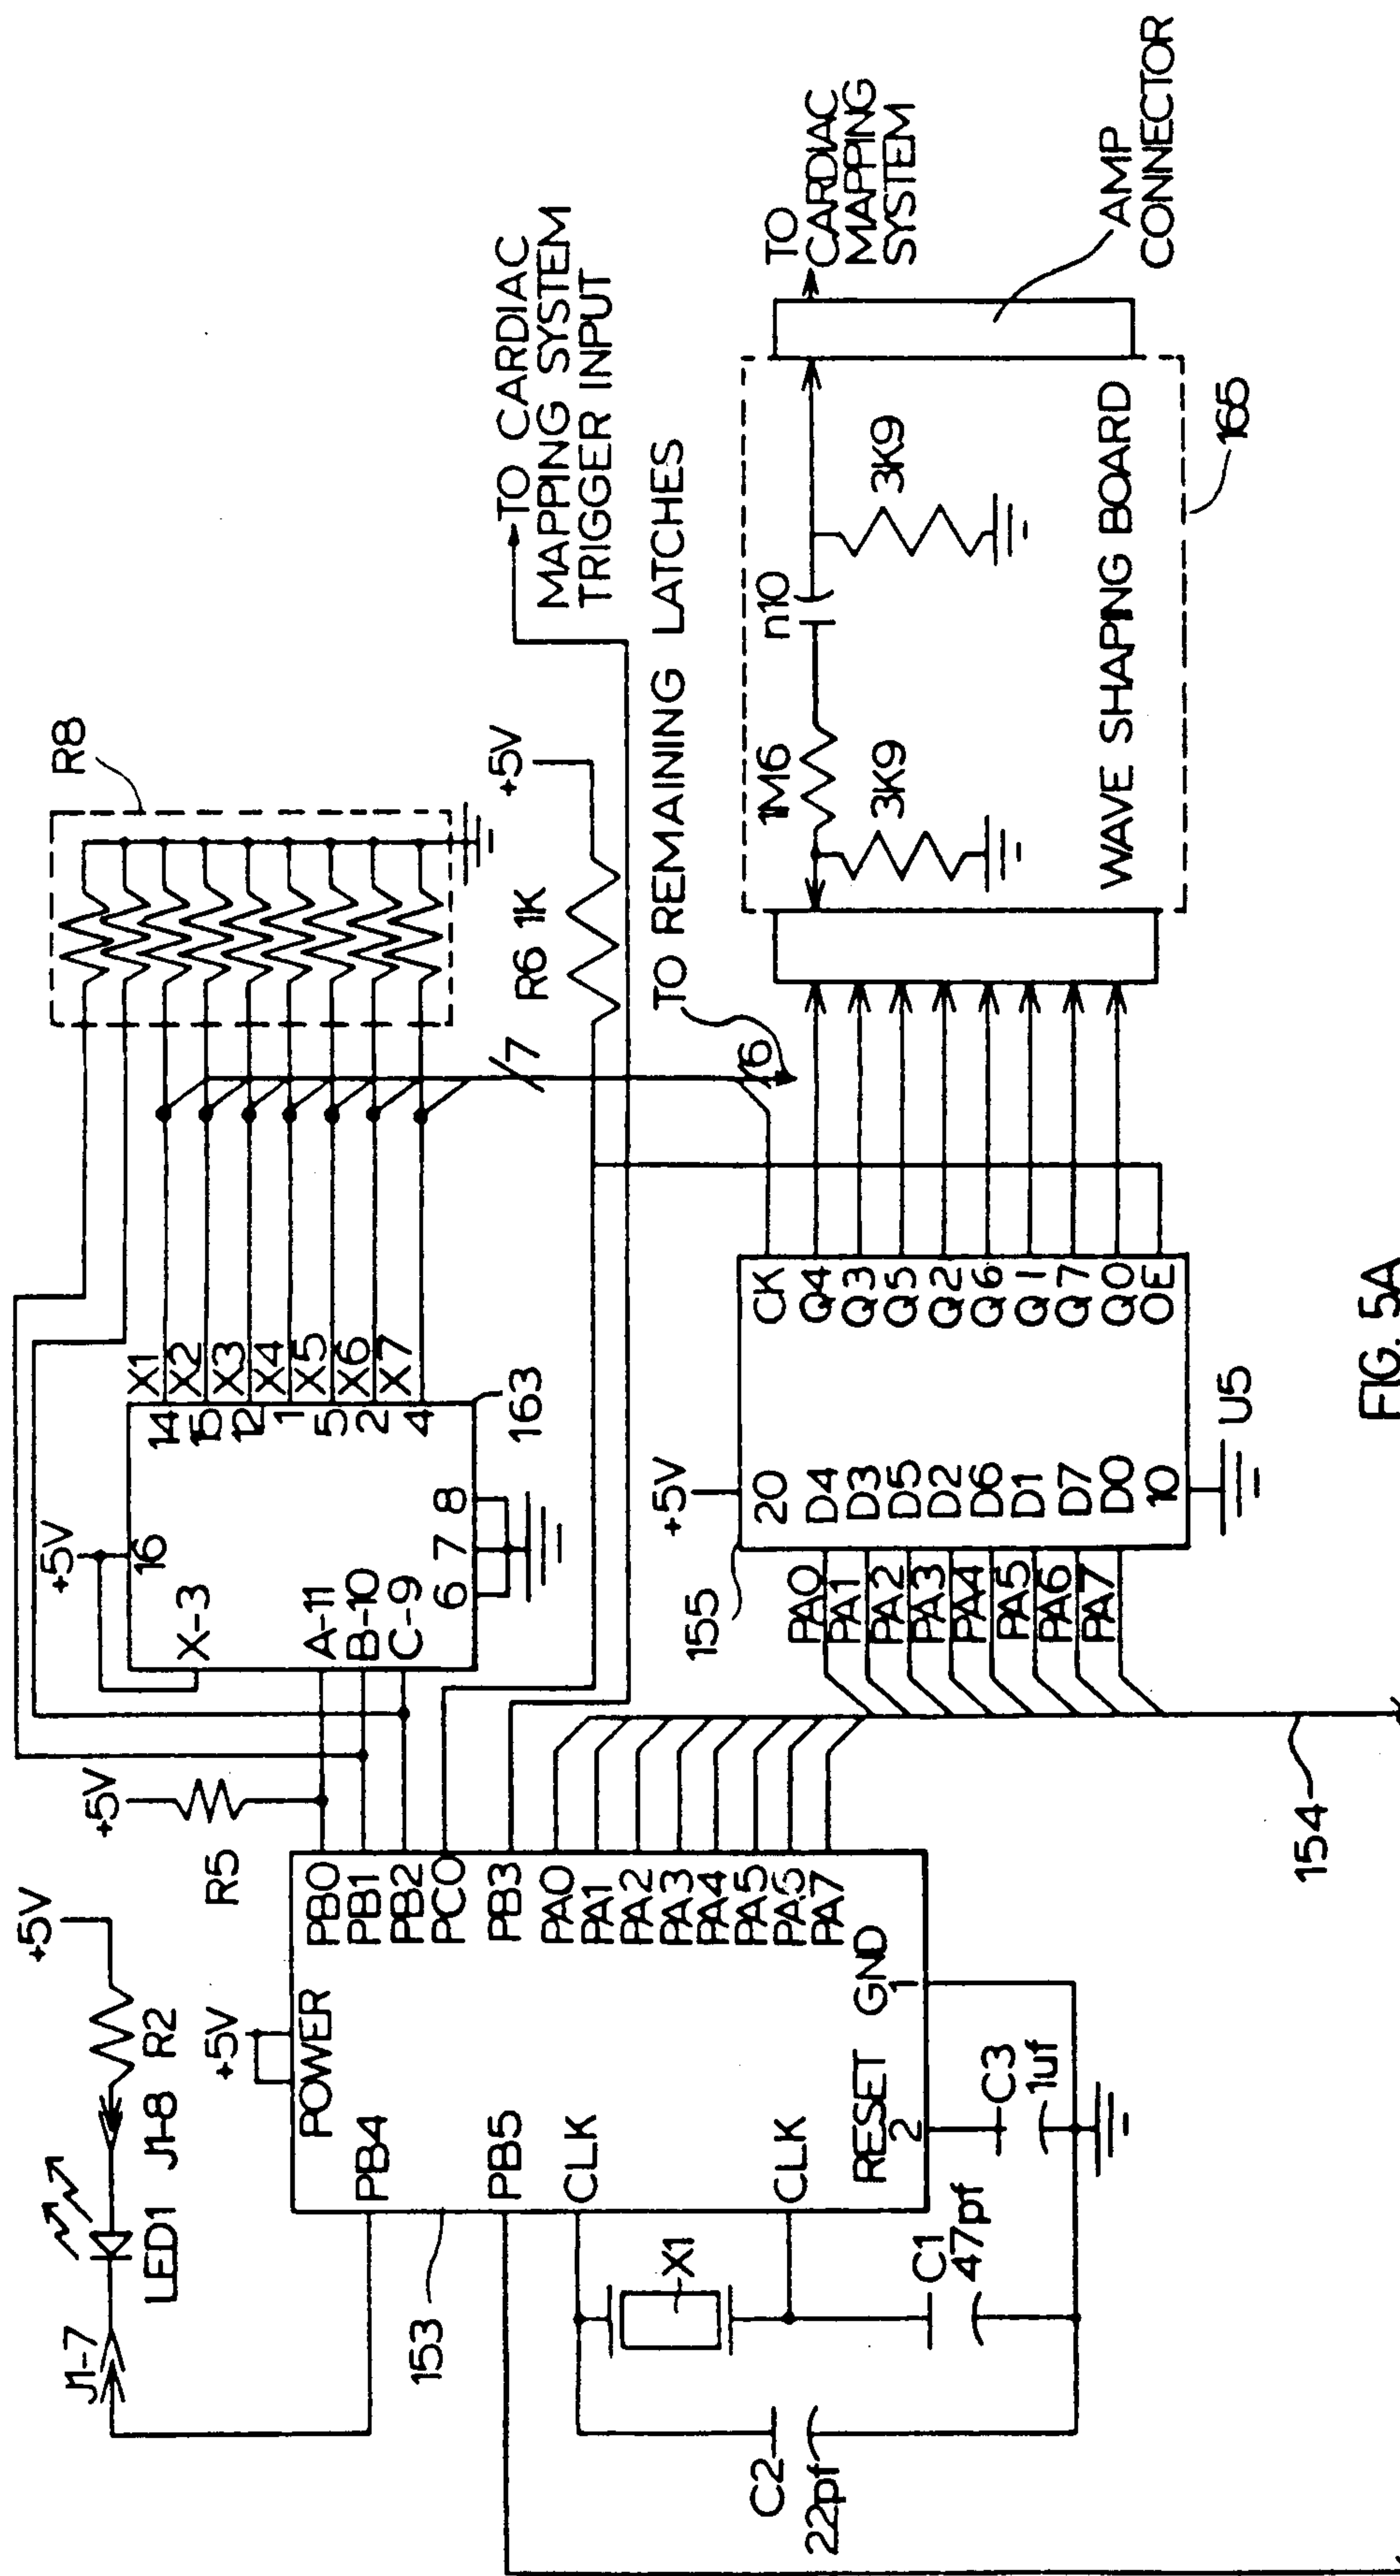 J1-7
LED1
J1-8
R2
+5V
153
PB4
PB5
CLK
CLK
POWER
+5V
RESET
2
GND
1
PB0
PB1
PB2
PC0
PB3
PA0
PA1
PA2
PA3
PA4
PA5
PA6
PA7
X1
C1
47pf
C2
22pf
C3
1uf
R5
+5V
+5V
16
X-3
A-11
B-10
C-9
6
7
8
163
14
15
12
1
5
2
4
X1
X2
X3
X4
X5
X6
X7
R8
7
R6 1K
+5V
TO CARDIAC
MAPPING SYSTEM
TRIGGER INPUT
TO REMAINING LATCHES
6
154
155
+5V
PA0
PA1
PA2
PA3
PA4
PA5
PA6
PA7
20
D4
D3
D5
D2
D6
D1
D7
D0
10
CK
Q4
Q3
Q5
Q2
Q6
Q1
Q7
Q0
OE
U5
1M6
n10
3K9
3K9
WAVE SHAPING BOARD
165
TO
CARDIAC
MAPPING
SYSTEM
AMP
CONNECTOR
FIG. 5A